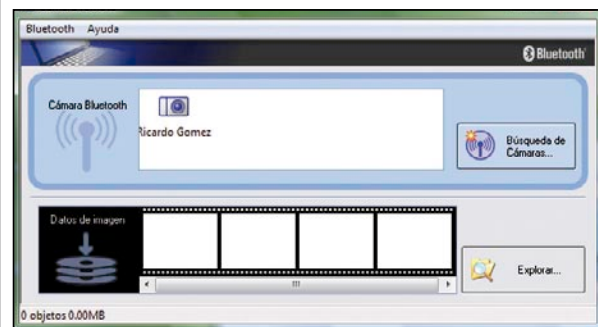 Bluetooth Ayuda
Bluetooth
Cámara Bluetooth
Ricardo Gomez
Búsqueda de
Cámaras...
Datos de imagen
Explorar...
0 objetos 0.00MB